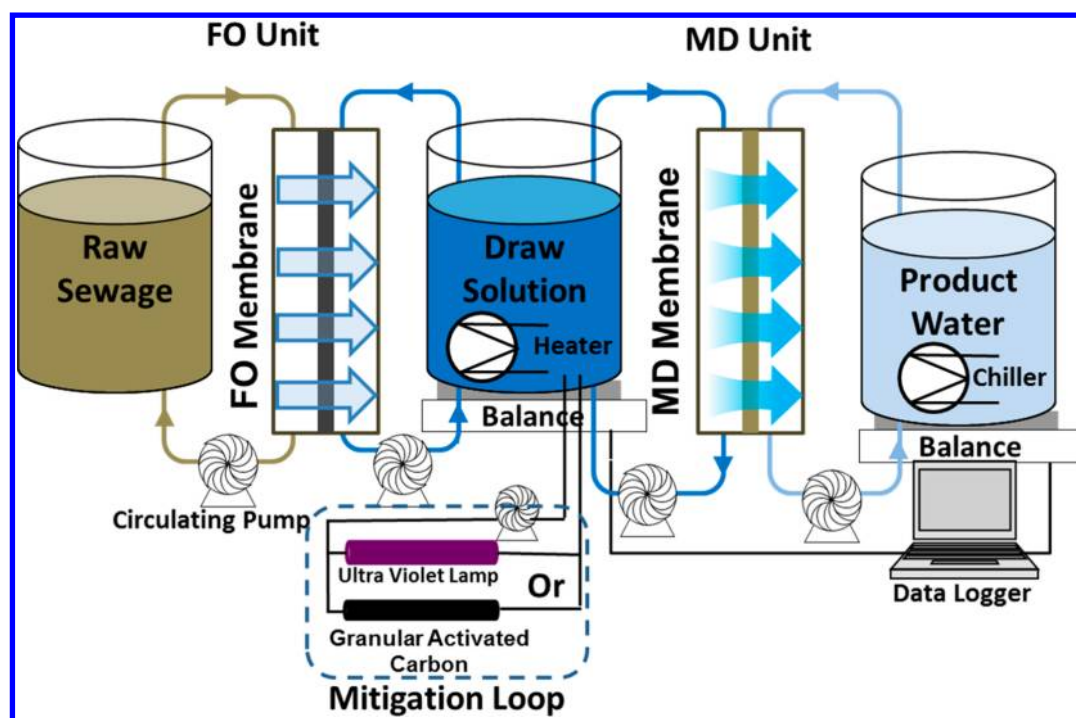 FO Unit
MD Unit
Raw
Sewage
FO Membrane
Draw
Solution
Heater
Balance
MD Membrane
Product
Water
Chiller
Balance
Circulating Pump
Ultra Violet Lamp
Or
Granular Activated
Carbon
Mitigation Loop
Data Logger